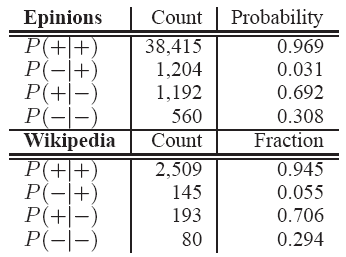 Epinions Count Probability
P(+|+) 38,415 0.969
P(−|+) 1,204 0.031
P(+|−) 1,192 0.692
P(−|−) 560 0.308
Wikipedia Count Fraction
P(+|+) 2,509 0.945
P(−|+) 145 0.055
P(+|−) 193 0.706
P(−|−) 80 0.294